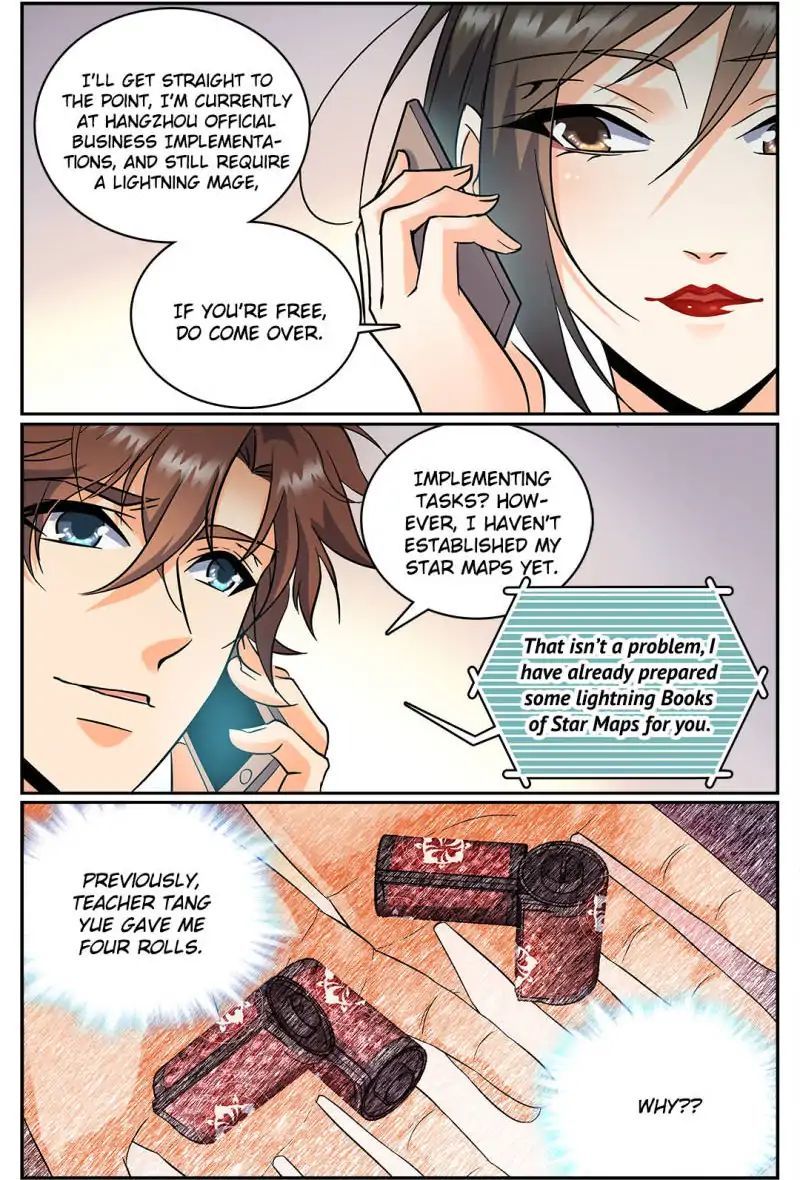 I'LL GET STRAIGHT TO
THE POINT, I'M CURRENTLY
AT HANGZHOU OFFICIAL
BUSINESS IMPLEMENTA-
TIONS, AND STILL REQUIRE
A LIGHTNING MAGE,
IF YOU'RE FREE,
DO COME OVER.
IMPLEMENTING
TASKS? HOW-
EVER, I HAVEN'T
ESTABLISHED MY
STAR MAPS YET.
That isn't a problem, I
have already prepared
some lightning Books
of Star Maps for you.
PREVIOUSLY,
TEACHER TANG
YUE GAVE ME
FOUR ROLLS.
WHY??